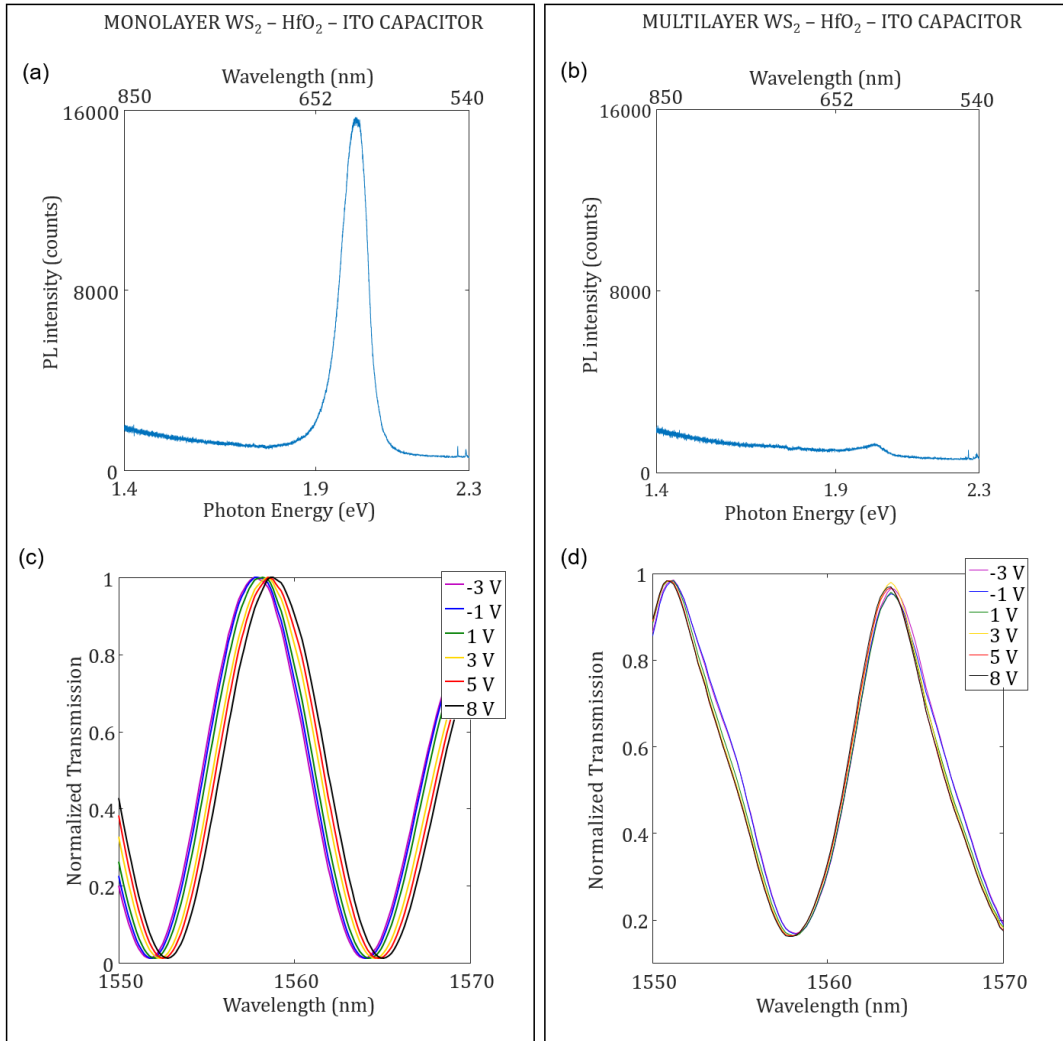 MONOLAYER WS₂ – HfO₂ – ITO CAPACITOR
(a)
Wavelength (nm)
850 652 540
16000
8000
0
PL intensity (counts)
1.4 1.9 2.3
Photon Energy (eV)
MULTILAYER WS₂ – HfO₂ – ITO CAPACITOR
(b)
Wavelength (nm)
850 652 540
16000
8000
0
PL intensity (counts)
1.4 1.9 2.3
Photon Energy (eV)
(c)
1
0.8
0.6
0.4
0.2
0
Normalized Transmission
-3 V
-1 V
1 V
3 V
5 V
8 V
1550 1560 1570
Wavelength (nm)
(d)
1
0.8
0.6
0.4
0.2
Normalized Transmission
-3 V
-1 V
1 V
3 V
5 V
8 V
1550 1560 1570
Wavelength (nm)